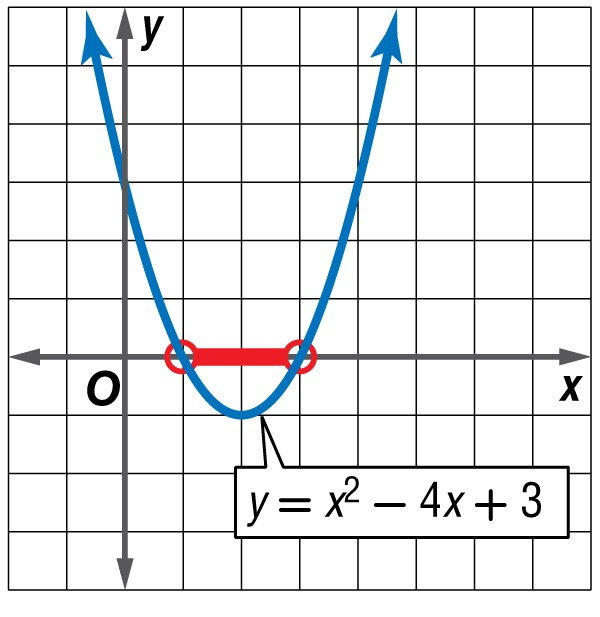 y
O
x
y = x² − 4x + 3